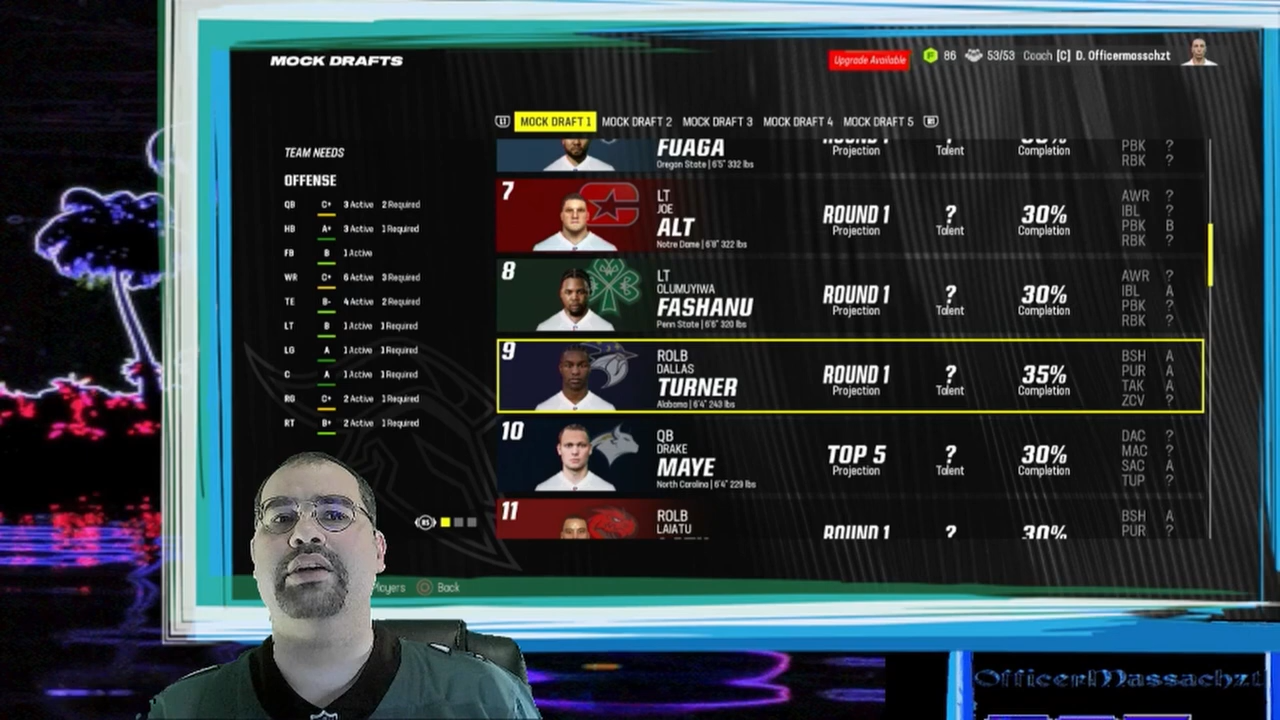 MOCK DRAFTS
Upgrade Available
86
53/53
Coach [C] D. Officermasschzt
L1
MOCK DRAFT 1
MOCK DRAFT 2
MOCK DRAFT 3
MOCK DRAFT 4
MOCK DRAFT 5
R1
TEAM NEEDS
OFFENSE
QB C+ 3 Active 2 Required
HB A+ 3 Active 1 Required
FB B 1 Active
WR C+ 6 Active 3 Required
TE B- 4 Active 2 Required
LT B 1 Active 1 Required
LG A 1 Active 1 Required
C A 1 Active 1 Required
RG C+ 2 Active 1 Required
RT B+ 2 Active 1 Required
RS
FUAGA
Oregon State | 6'5" 332 lbs
ROUND 1
Projection
?
Talent
Completion
PBK ?
RBK ?
7
LT
JOE
ALT
Notre Dame | 6'8" 322 lbs
ROUND 1
Projection
?
Talent
30%
Completion
AWR ?
IBL ?
PBK B
RBK ?
8
LT
OLUMUYIWA
FASHANU
Penn State | 6'6" 320 lbs
ROUND 1
Projection
?
Talent
30%
Completion
AWR ?
IBL A
PBK ?
RBK ?
9
ROLB
DALLAS
TURNER
Alabama | 6'4" 243 lbs
ROUND 1
Projection
?
Talent
35%
Completion
BSH A
PUR A
TAK A
ZCV ?
10
QB
DRAKE
MAYE
North Carolina | 6'4" 229 lbs
TOP 5
Projection
?
Talent
30%
Completion
DAC ?
MAC ?
SAC A
TUP ?
11
ROLB
LAIATU
ROUND 1
?
30%
BSH A
PUR ?
layers
Back
OfficerMassachzt